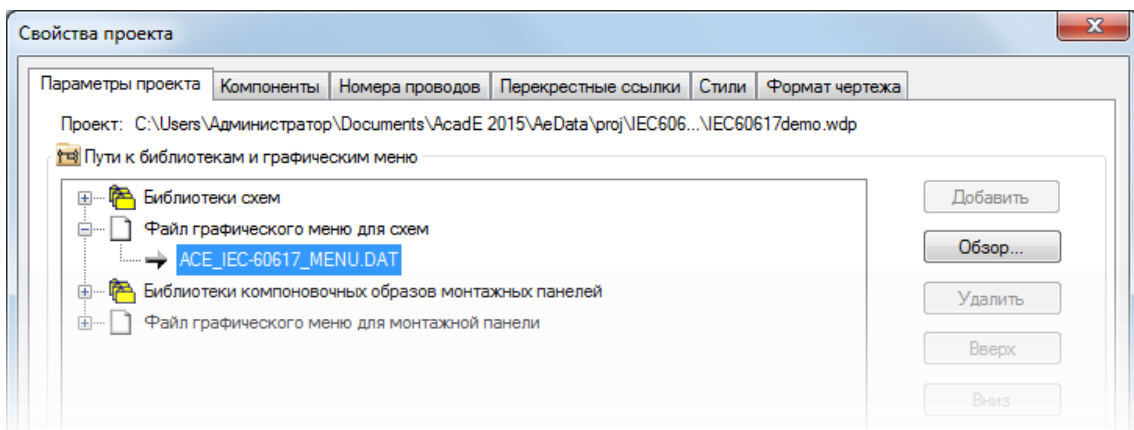 Свойства проекта
Параметры проекта Компоненты Номера проводов Перекрестные ссылки Стили Формат чертежа
Проект: C:\Users\Администратор\Documents\AcadE 2015\AeData\proj\IEC606...\IEC60617demo.wdp
Пути к библиотекам и графическим меню
Библиотеки схем
Добавить
Файл графического меню для схем
ACE_IEC-60617_MENU.DAT
Обзор...
Библиотеки компоновочных образов монтажных панелей
Удалить
Файл графического меню для монтажной панели
Вверх
Вниз